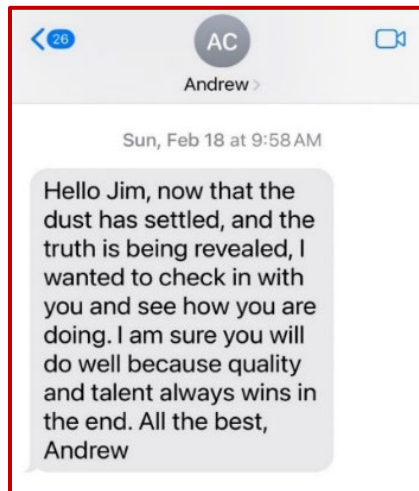 26
AC
Andrew >
Sun, Feb 18 at 9:58 AM
Hello Jim, now that the
dust has settled, and the
truth is being revealed, I
wanted to check in with
you and see how you are
doing. I am sure you will
do well because quality
and talent always wins in
the end. All the best,
Andrew